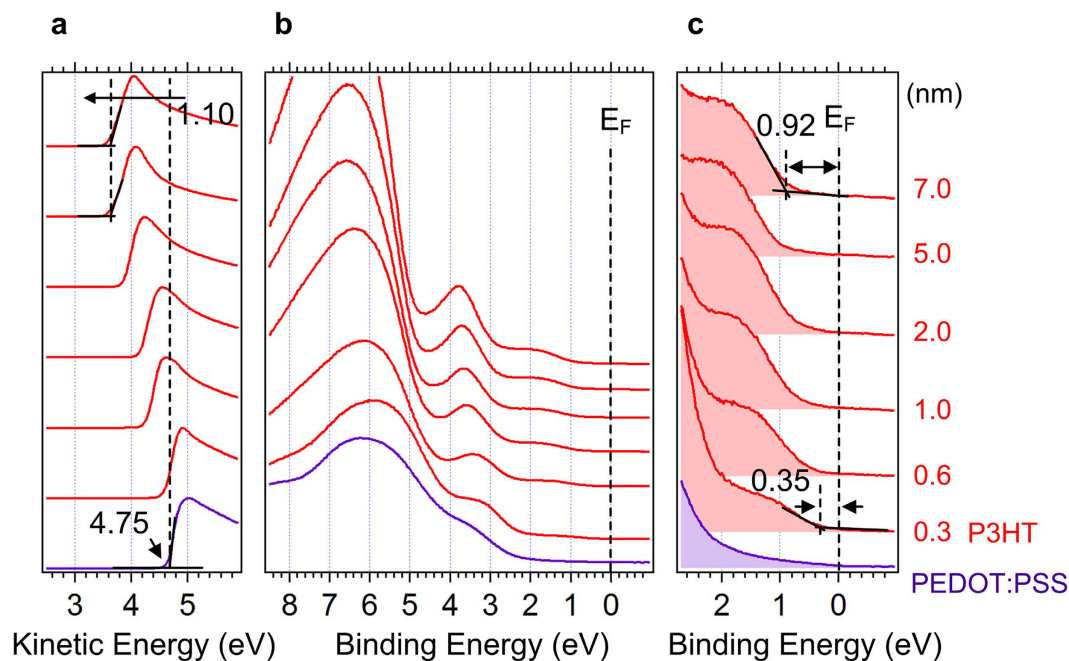 a
b
c
1.10
4.75
3 4 5
Kinetic Energy (eV)
E_F
8 7 6 5 4 3 2 1 0
Binding Energy (eV)
0.92
E_F
0.35
2 1 0
Binding Energy (eV)
(nm)
7.0
5.0
2.0
1.0
0.6
0.3 P3HT
PEDOT:PSS